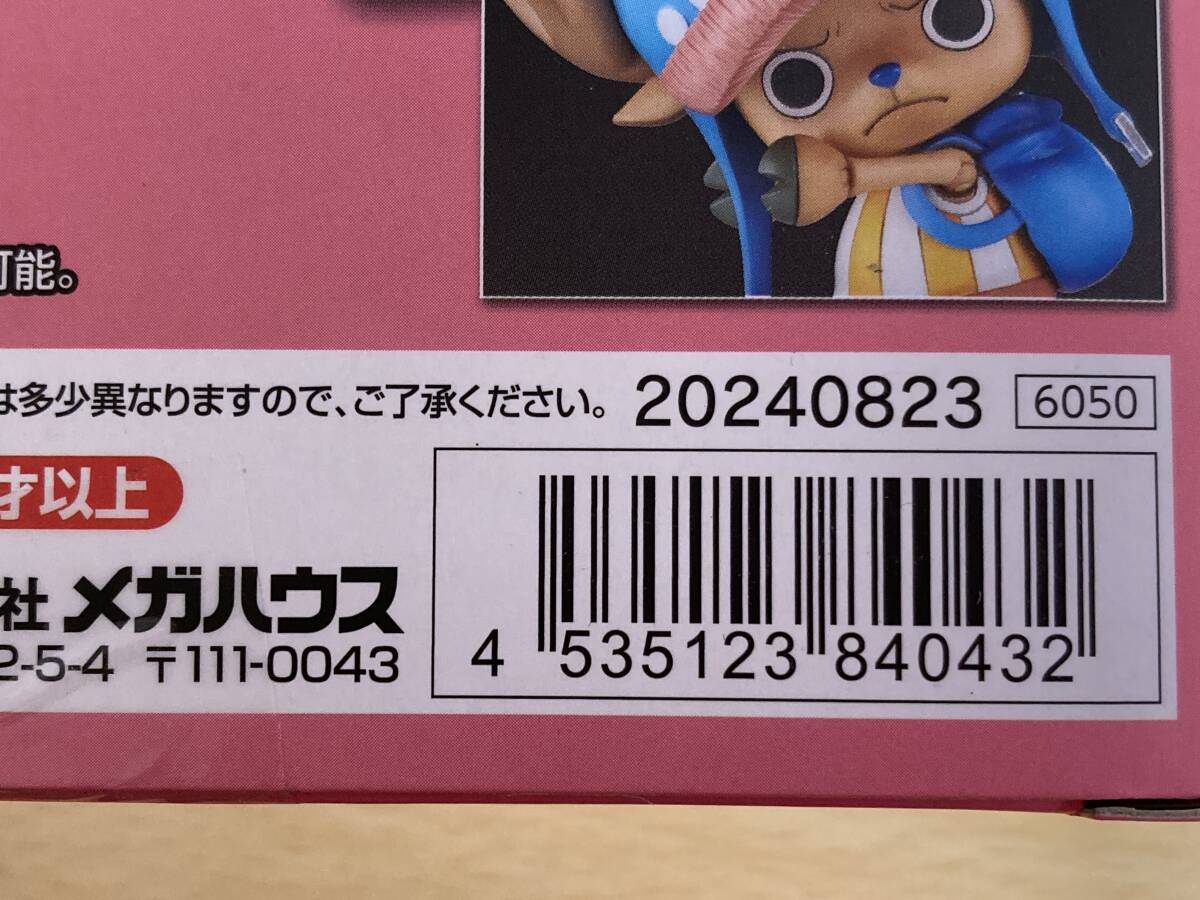 可能。
は多少異なりますので、ご了承ください。 20240823 6050
才以上
社 メガハウス
2-5-4 〒111-0043
4 535123 840432